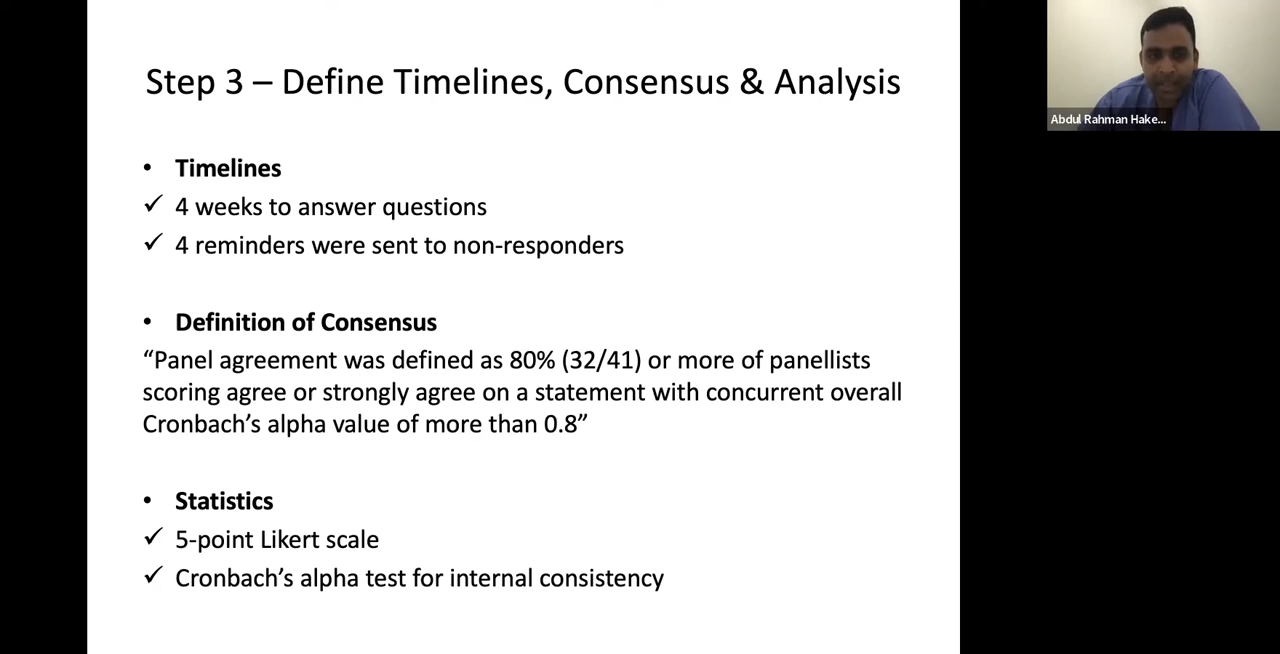 Step 3 – Define Timelines, Consensus & Analysis
• Timelines
✓ 4 weeks to answer questions
✓ 4 reminders were sent to non-responders
• Definition of Consensus
“Panel agreement was defined as 80% (32/41) or more of panellists
scoring agree or strongly agree on a statement with concurrent overall
Cronbach’s alpha value of more than 0.8”
• Statistics
✓ 5-point Likert scale
✓ Cronbach’s alpha test for internal consistency
Abdul Rahman Hake...